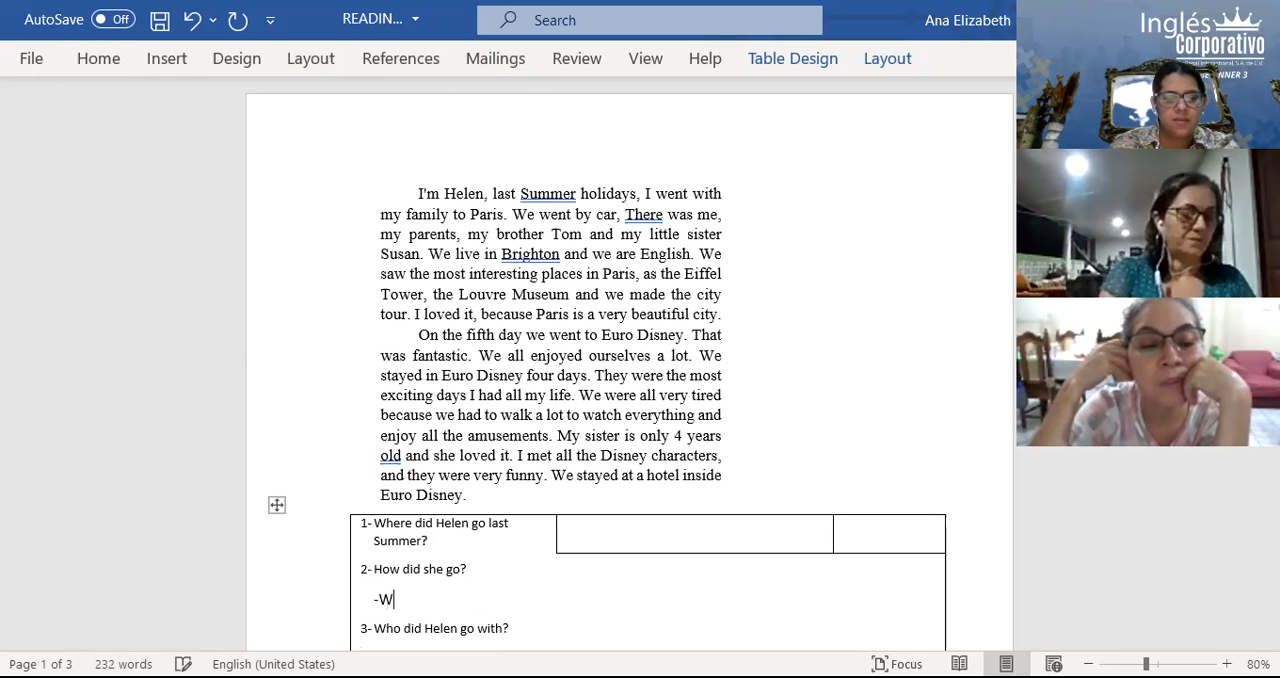 AutoSave Off READIN... Search Ana Elizabeth
File Home Insert Design Layout References Mailings Review View Help Table Design Layout
Inglés
Corporativo
I'm Helen, last Summer holidays, I went with
my family to Paris. We went by car, There was me,
my parents, my brother Tom and my little sister
Susan. We live in Brighton and we are English. We
saw the most interesting places in Paris, as the Eiffel
Tower, the Louvre Museum and we made the city
tour. I loved it, because Paris is a very beautiful city.
On the fifth day we went to Euro Disney. That
was fantastic. We all enjoyed ourselves a lot. We
stayed in Euro Disney four days. They were the most
exciting days I had all my life. We were all very tired
because we had to walk a lot to watch everything and
enjoy all the amusements. My sister is only 4 years
old and she loved it. I met all the Disney characters,
and they were very funny. We stayed at a hotel inside
Euro Disney.
1- Where did Helen go last
Summer?
2- How did she go?
-W
3- Who did Helen go with?
Page 1 of 3 232 words English (United States) Focus 80%